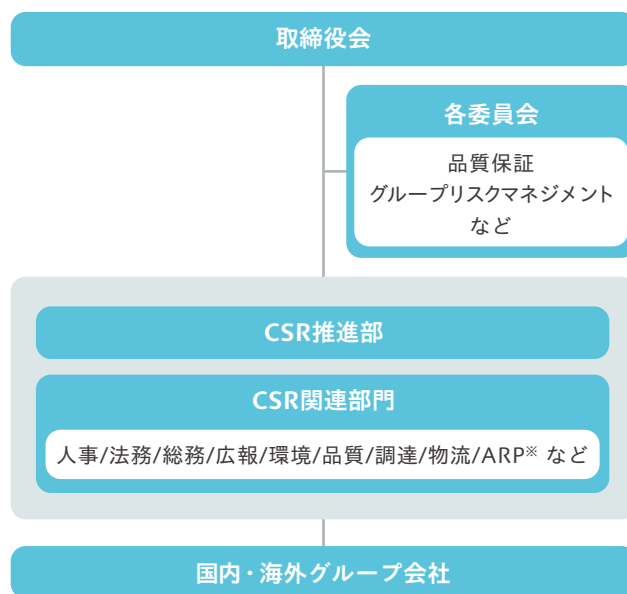 取締役会
各委員会
品質保証
グループリスクマネジメント
など
CSR推進部
CSR関連部門
人事/法務/総務/広報/環境/品質/調達/物流/ARP※ など
国内・海外グループ会社